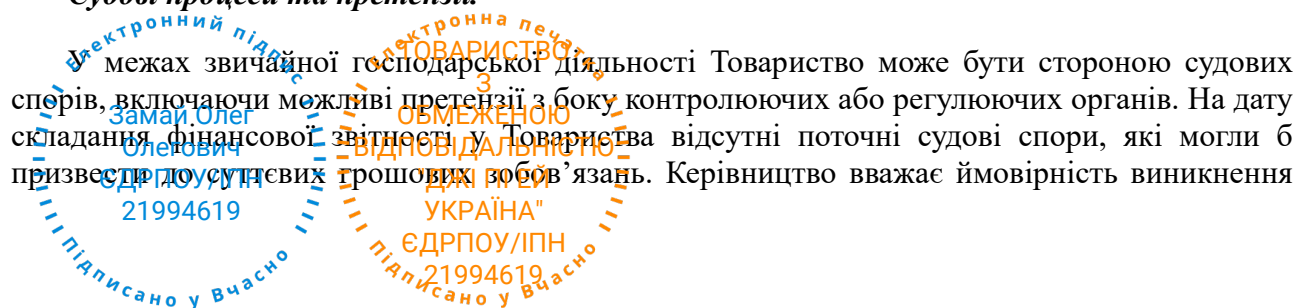 Судові процеси та претензії.
У межах звичайної господарської діяльності Товариство може бути стороною судових
спорів, включаючи можливі претензії з боку контролюючих або регулюючих органів. На дату
складання фінансової звітності у Товариства відсутні поточні судові спори, які могли б
призвести до суттєвих грошових зобов’язань. Керівництво вважає ймовірність виникнення
Електронний підпис
Замай Олег
Олегович
ЄДРПОУ/ІПН
21994619
Підписано у Вчасно
Електронна печатка
ТОВАРИСТВО
З
ОБМЕЖЕНОЮ
ВІДПОВІДАЛЬНІСТЮ
"ДЖІ ПІ ЕЙ
УКРАЇНА"
ЄДРПОУ/ІПН
21994619
Підписано у Вчасно